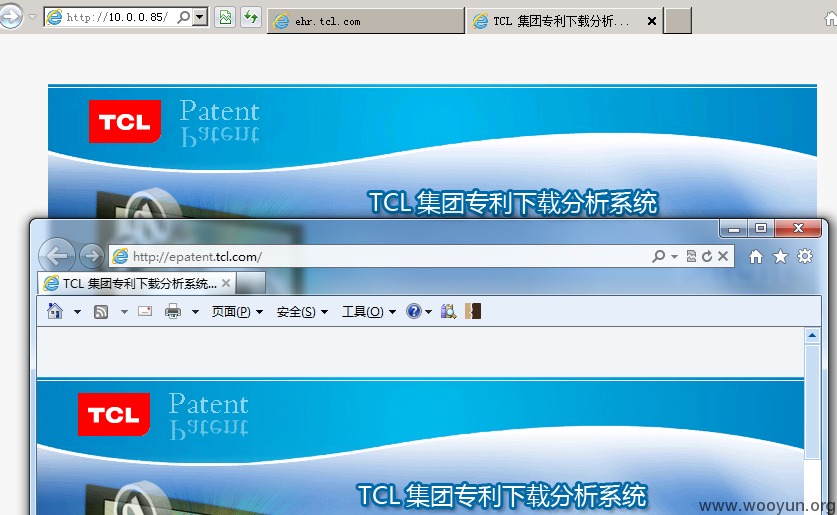 http://10.0.0.85/
ehr.tcl.com
TCL 集团专利下载分析...
TCL
Patent
TCL 集团专利下载分析系统
http://epatent.tcl.com/
TCL 集团专利下载分析系统...
页面(P)
安全(S)
工具(O)
TCL
Patent
TCL 集团专利下载分析系统
www.wooyun.org